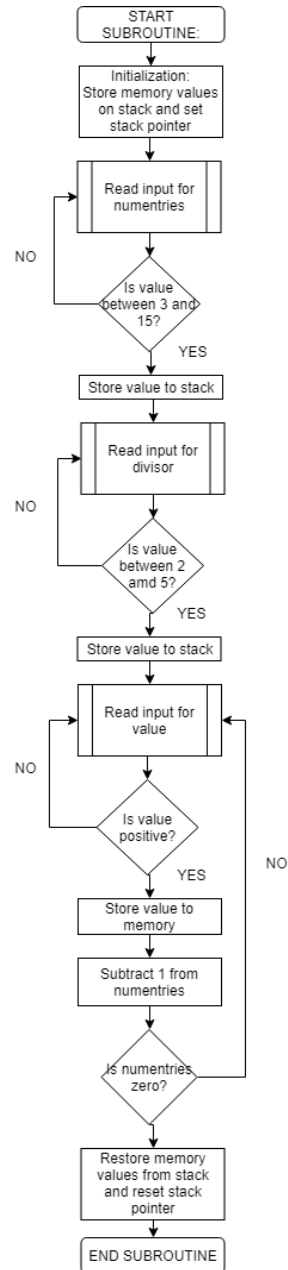 START
SUBROUTINE:
Initialization:
Store memory values
on stack and set
stack pointer
Read input for
numentries
NO
Is value
between 3 and
15?
YES
Store value to stack
Read input for
divisor
NO
Is value
between 2
amd 5?
YES
Store value to stack
Read input for
value
NO
Is value
positive?
NO
YES
Store value to
memory
Subtract 1 from
numentries
Is numentries
zero?
Restore memory
values from stack
and reset stack
pointer
END SUBROUTINE